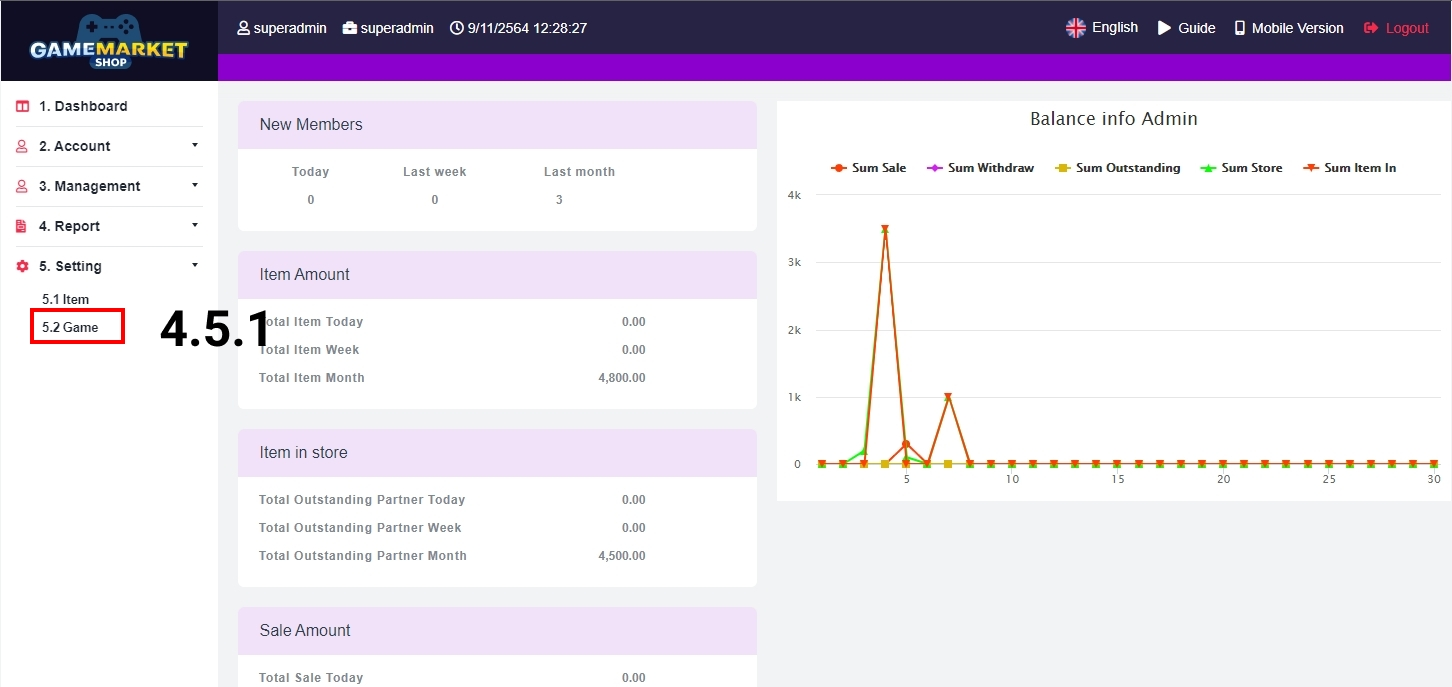 GAMEMARKET
SHOP
superadmin superadmin 9/11/2564 12:28:27
English Guide Mobile Version Logout
1. Dashboard
2. Account
3. Management
4. Report
5. Setting
5.1 Item
5.2 Game
4.5.1
New Members
Today Last week Last month
0 0 3
Item Amount
otal Item Today 0.00
Total Item Week 0.00
Total Item Month 4,800.00
Item in store
Total Outstanding Partner Today 0.00
Total Outstanding Partner Week 0.00
Total Outstanding Partner Month 4,500.00
Sale Amount
Total Sale Today 0.00
Balance info Admin
Sum Sale Sum Withdraw Sum Outstanding Sum Store Sum Item In
4k
3k
2k
1k
0
5 10 15 20 25 30